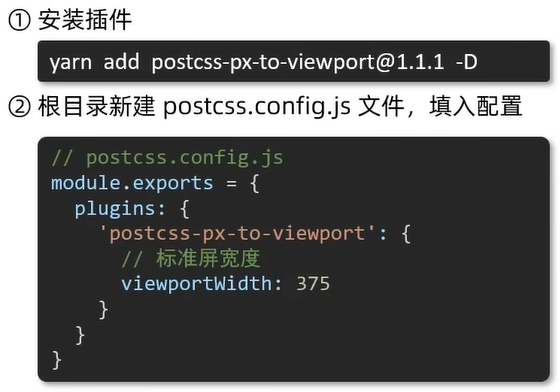 ① 安装插件
yarn add postcss-px-to-viewport@1.1.1 -D
② 根目录新建 postcss.config.js 文件，填入配置
// postcss.config.js
module.exports = {
  plugins: {
    'postcss-px-to-viewport': {
      // 标准屏宽度
      viewportWidth: 375
    }
  }
}